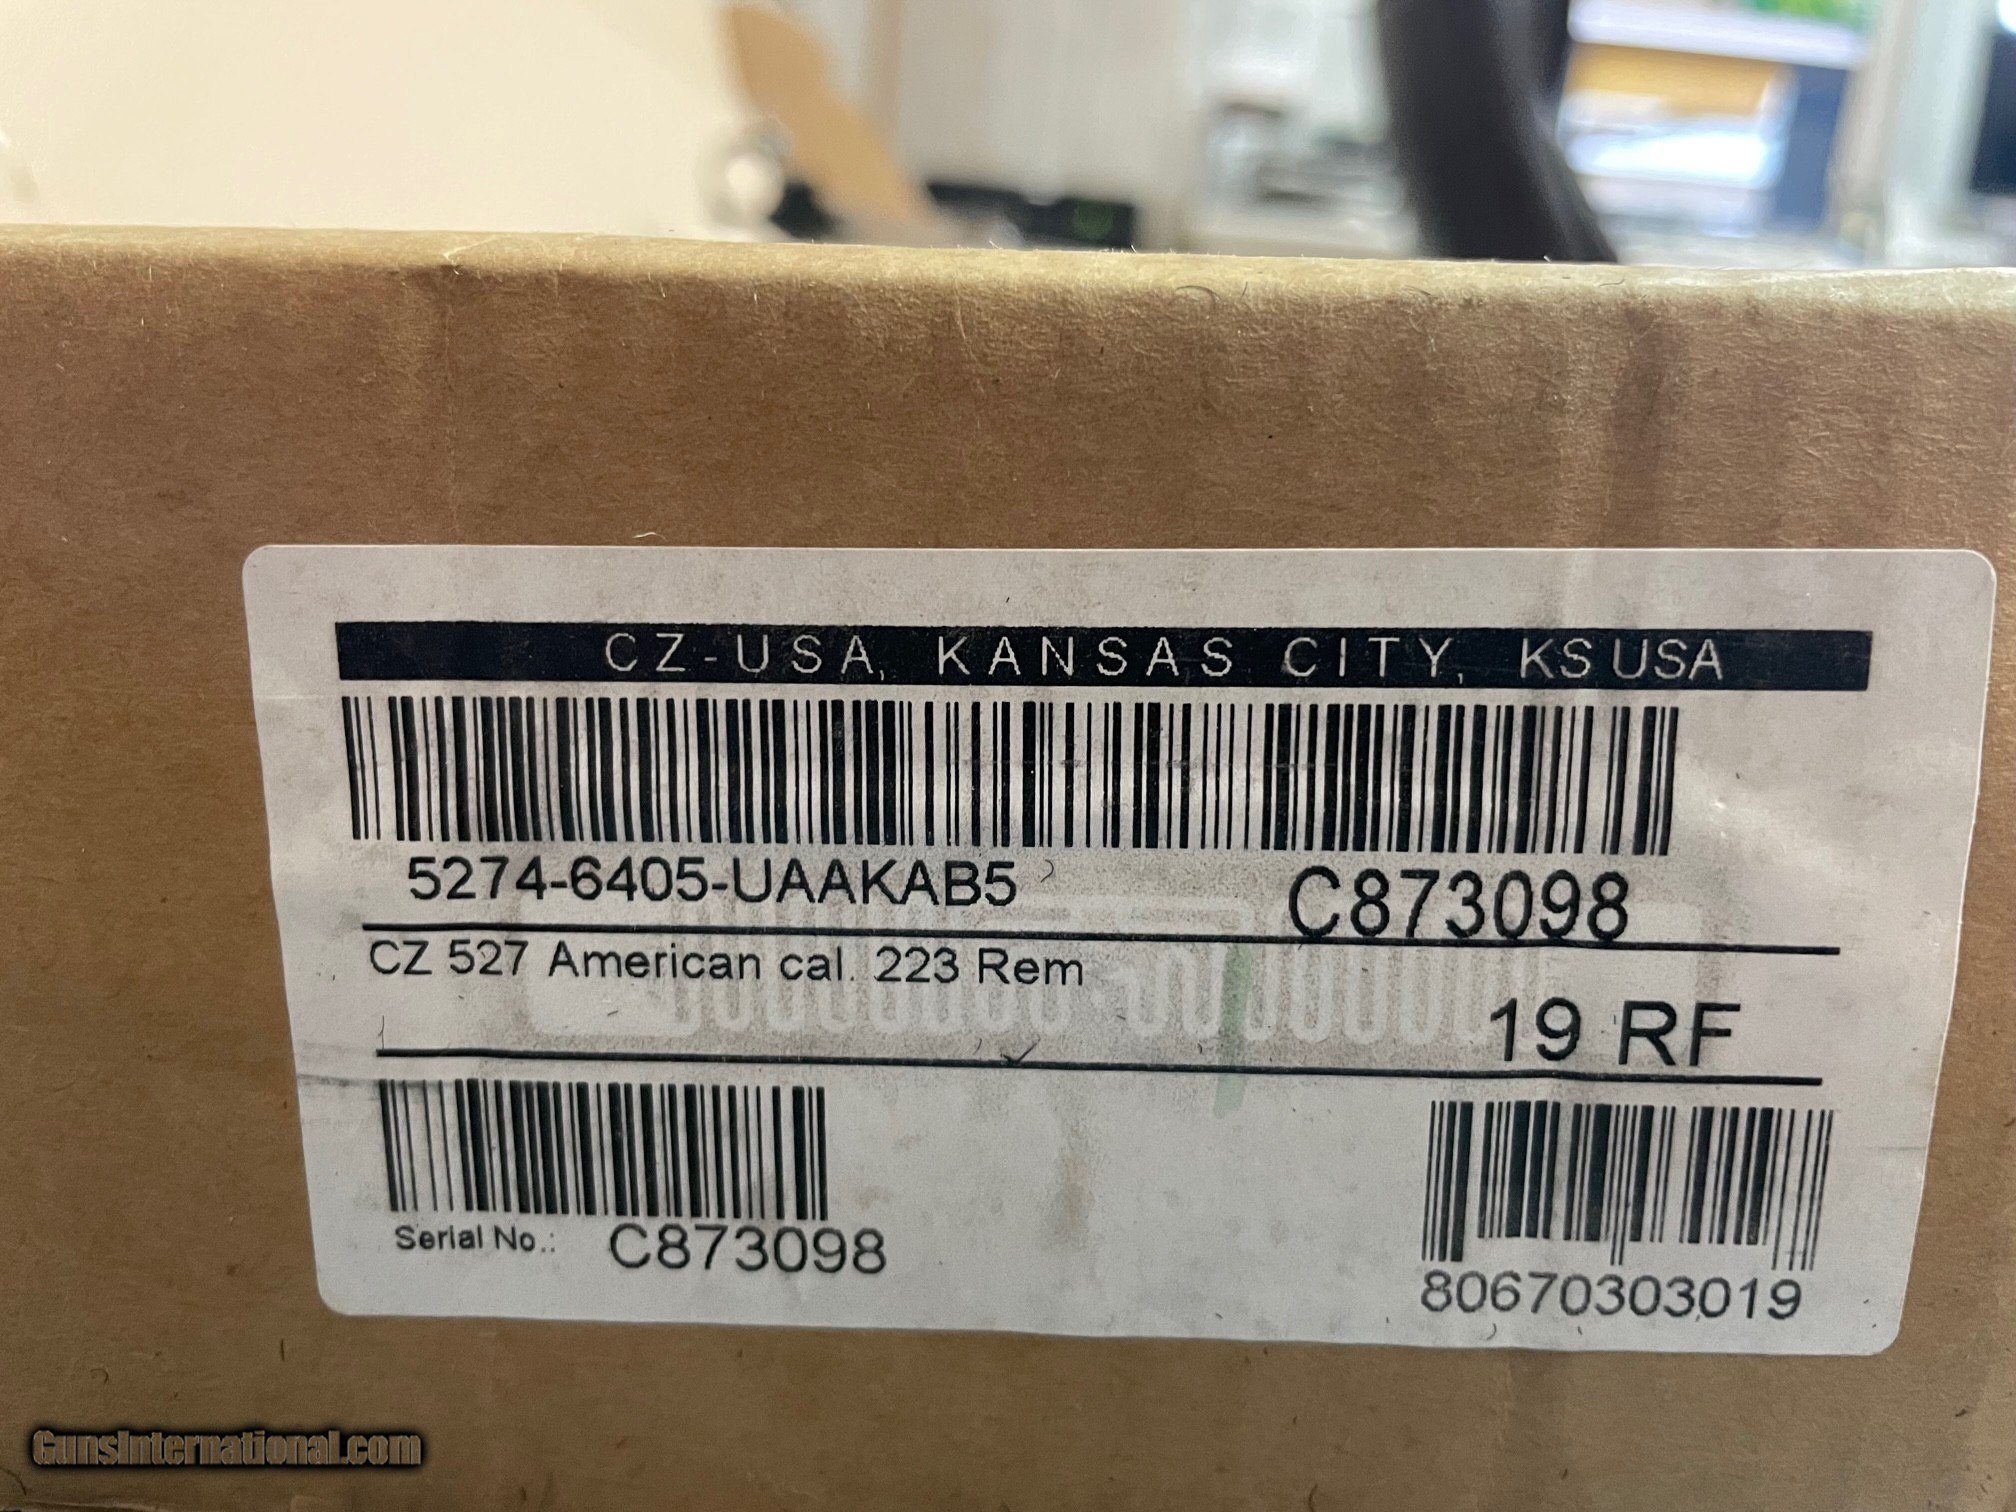 CZ-USA, KANSAS CITY, KS USA
5274-6405-UAAKAB5 C873098
CZ 527 American cal. 223 Rem
19 RF
Serial No.: C873098
80670303019
GunsInternational.com